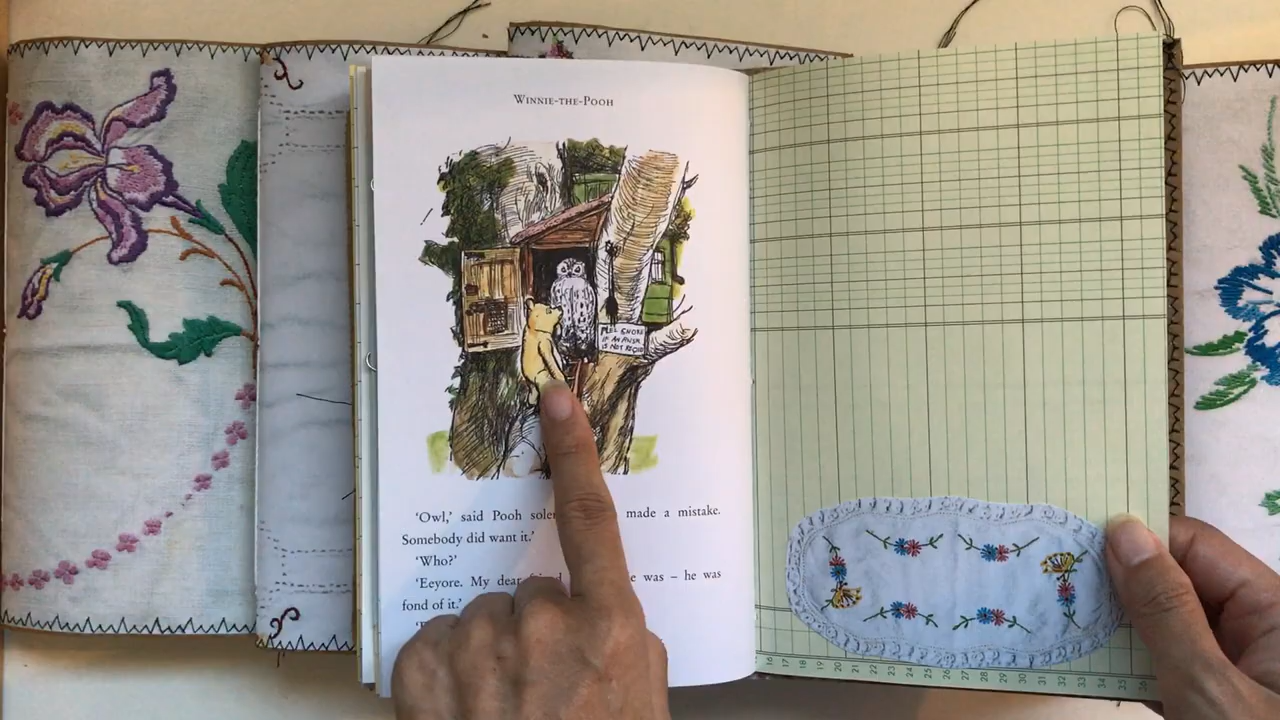 WINNIE-THE-POOH
'Owl,' said Pooh made a mistake.
Somebody did want it.'
'Who?'
'Eeyore. My dear e was – he was
fond of it.'
16 17 18 19 20 21 22 23 24 25 26 27 28 29 30 31 32 33 34 35 36